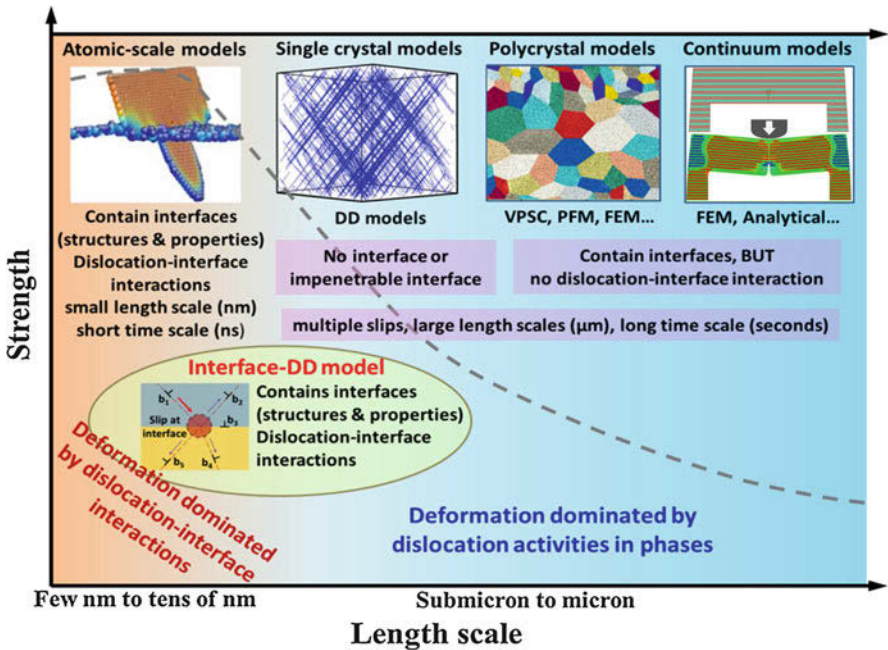 Atomic-scale models
Single crystal models
Polycrystal models
Continuum models
DD models
VPSC, PFM, FEM...
FEM, Analytical...
Contain interfaces
(structures & properties)
Dislocation-interface
interactions
small length scale (nm)
short time scale (ns)
No interface or
impenetrable interface
Contain interfaces, BUT
no dislocation-interface interaction
multiple slips, large length scales (μm), long time scale (seconds)
Strength
Interface-DD model
b1
b2
Slip at
interface
b3
b5
b4
Contains interfaces
(structures & properties)
Dislocation-interface
interactions
Deformation dominated
by dislocation-interface
interactions
Deformation dominated by
dislocation activities in phases
Few nm to tens of nm
Submicron to micron
Length scale